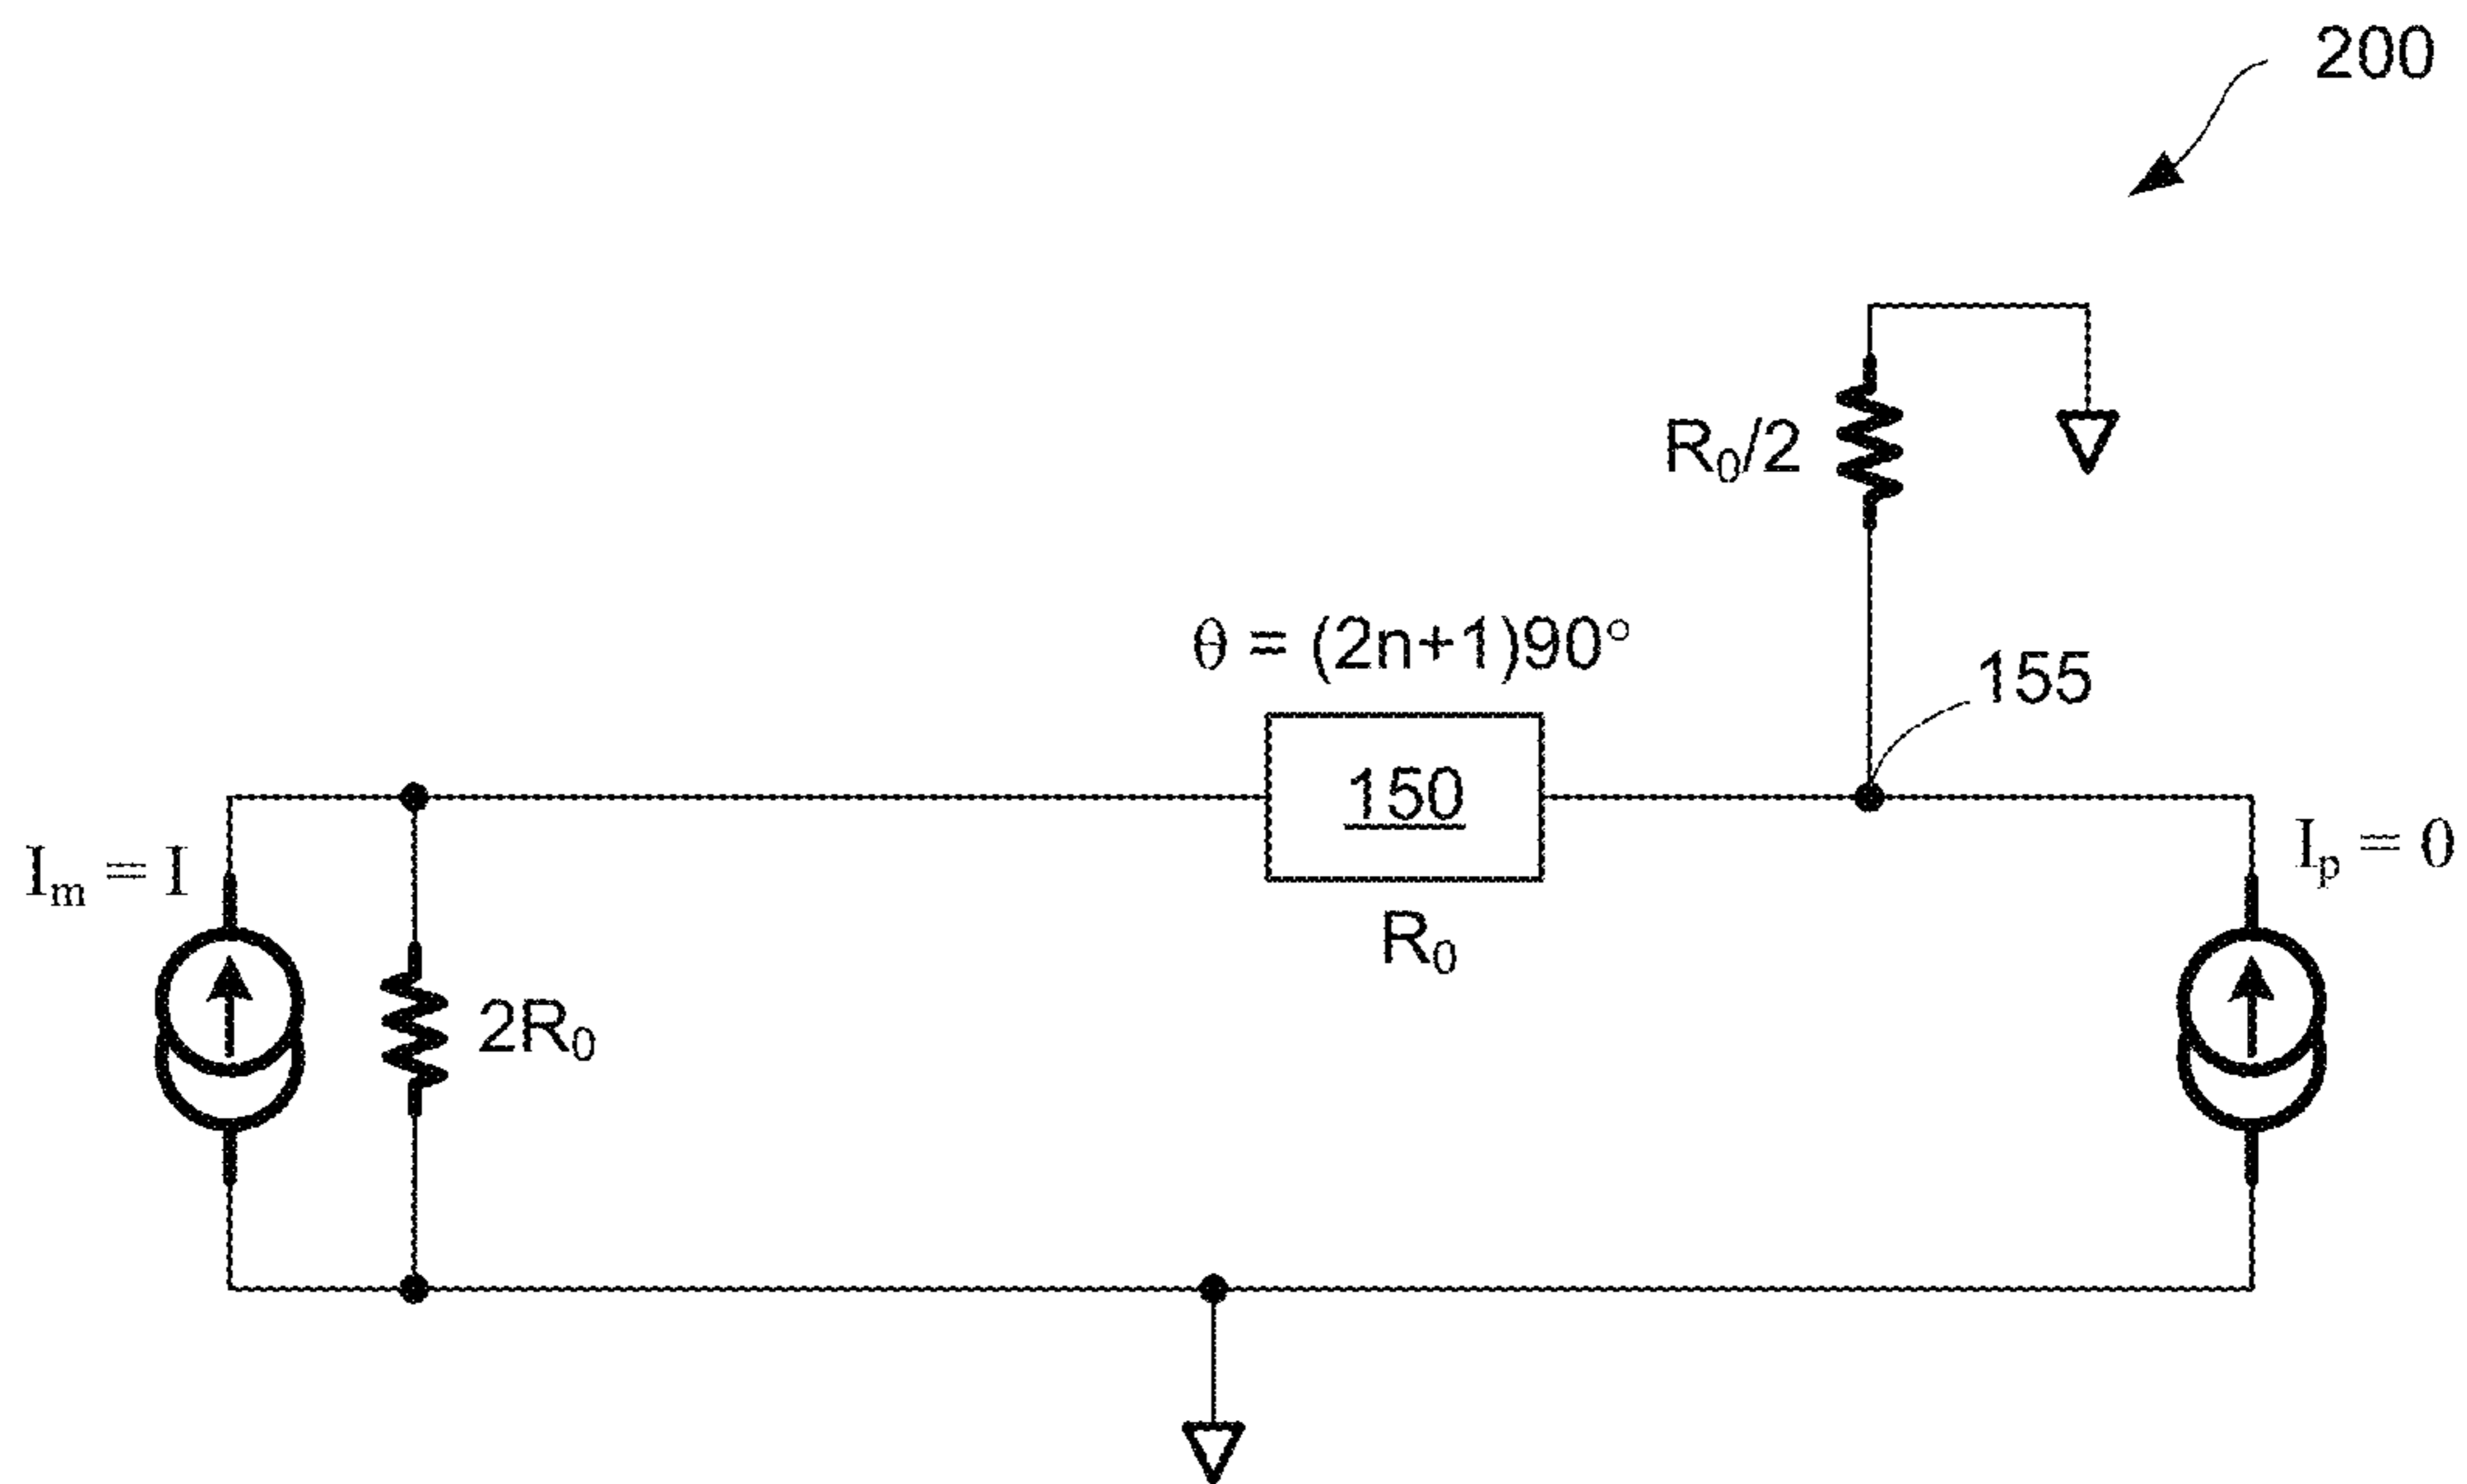 200
R₀/2
θ = (2n+1)90°
155
150
Iₘ = I
Iₚ = 0
R₀
2R₀